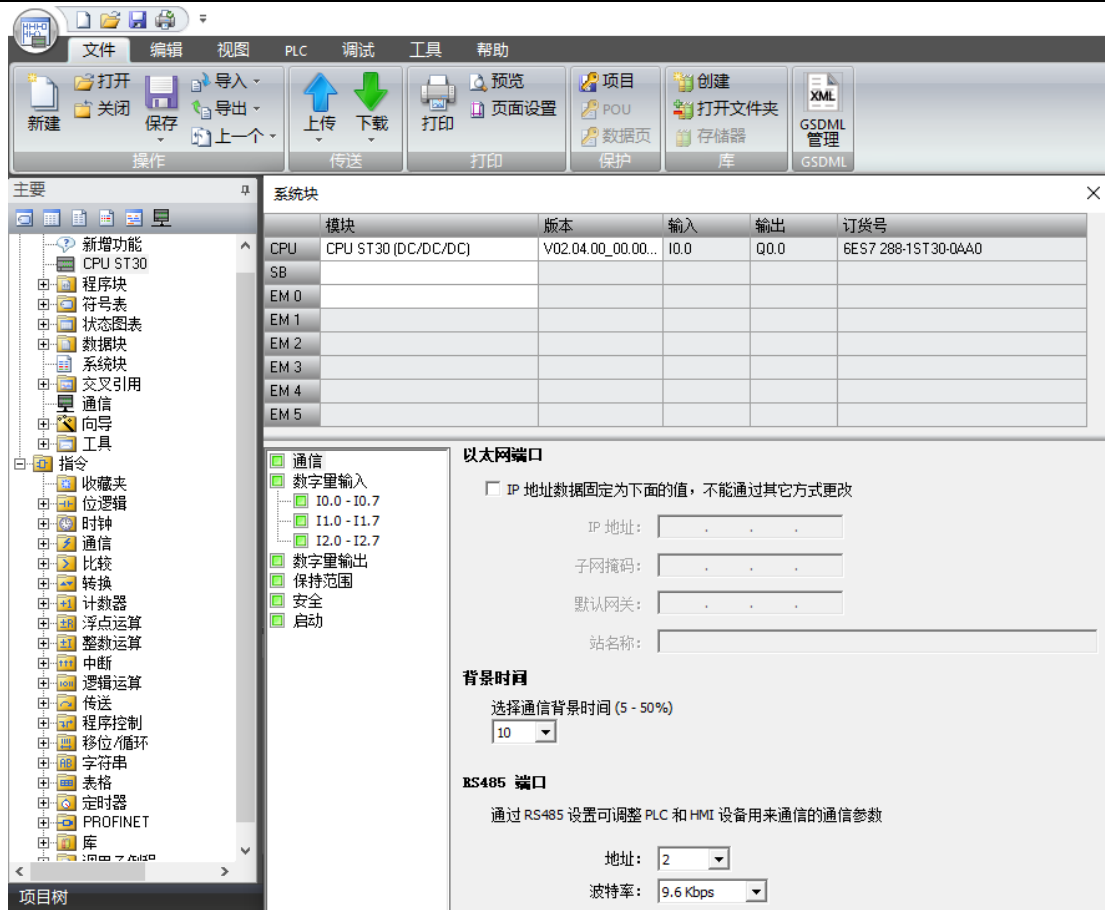 文件 编辑 视图 PLC 调试 工具 帮助
新建 打开 关闭 保存 导入 导出 上一个
上传 下载
打印 预览 页面设置
项目 POU 数据页
创建 打开文件夹 存储器
XML GSDML 管理
操作 传送 打印 保护 库 GSDML
主要
新增功能
CPU ST30
程序块
符号表
状态图表
数据块
系统块
交叉引用
通信
向导
工具
指令
收藏夹
位逻辑
时钟
通信
比较
转换
计数器
浮点运算
整数运算
中断
逻辑运算
传送
程序控制
移位/循环
字符串
表格
定时器
PROFINET
库
调用子例程
项目树
系统块
模块 版本 输入 输出 订货号
CPU CPU ST30 (DC/DC/DC) V02.04.00_00.00... I0.0 Q0.0 6ES7 288-1ST30-0AA0
SB
EM 0
EM 1
EM 2
EM 3
EM 4
EM 5
通信
数字量输入
I0.0 - I0.7
I1.0 - I1.7
I2.0 - I2.7
数字量输出
保持范围
安全
启动
以太网端口
IP 地址数据固定为下面的值，不能通过其它方式更改
IP 地址：
子网掩码：
默认网关：
站名称：
背景时间
选择通信背景时间 (5 - 50%)
10
RS485 端口
通过 RS485 设置可调整 PLC 和 HMI 设备用来通信的通信参数
地址： 2
波特率： 9.6 Kbps